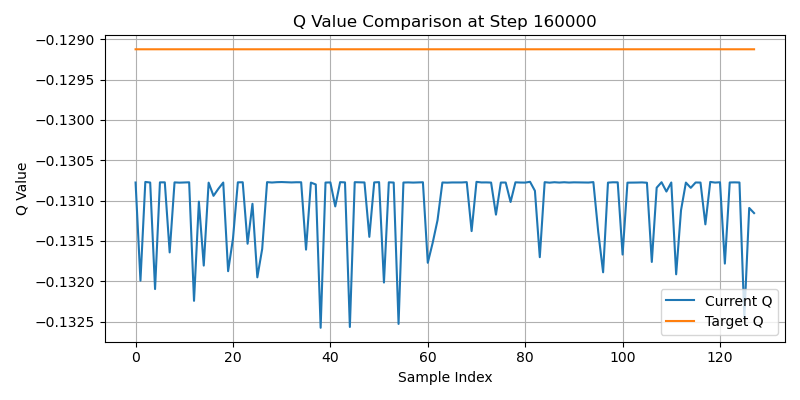 Q Value Comparison at Step 160000
Q Value
−0.1290
−0.1295
−0.1300
−0.1305
−0.1310
−0.1315
−0.1320
−0.1325
Current Q
Target Q
0 20 40 60 80 100 120
Sample Index